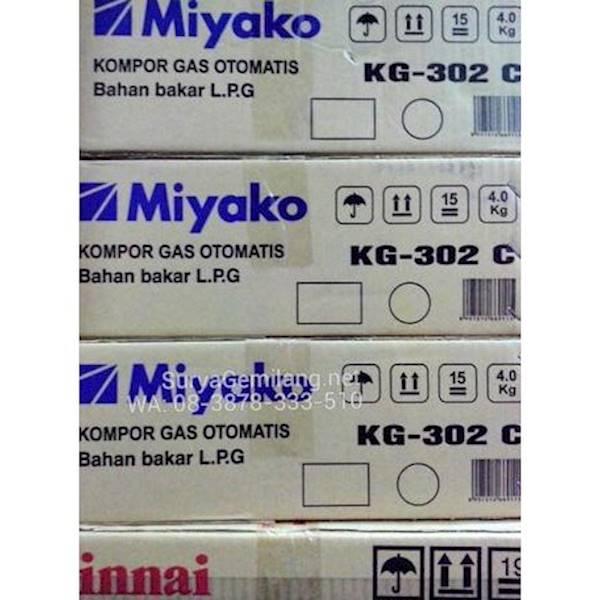 Miyako
15
4.0
Kg
KOMPOR GAS OTOMATIS
KG-302 C
Bahan bakar L.P.G
Miyako
15
4.0
Kg
KOMPOR GAS OTOMATIS
KG-302 C
Bahan bakar L.P.G
Miyako
15
4.0
Kg
SuryaGemilang.net
WA: 08-3878-333-510
KOMPOR GAS OTOMATIS
KG-302 C
Bahan bakar L.P.G
innai
19